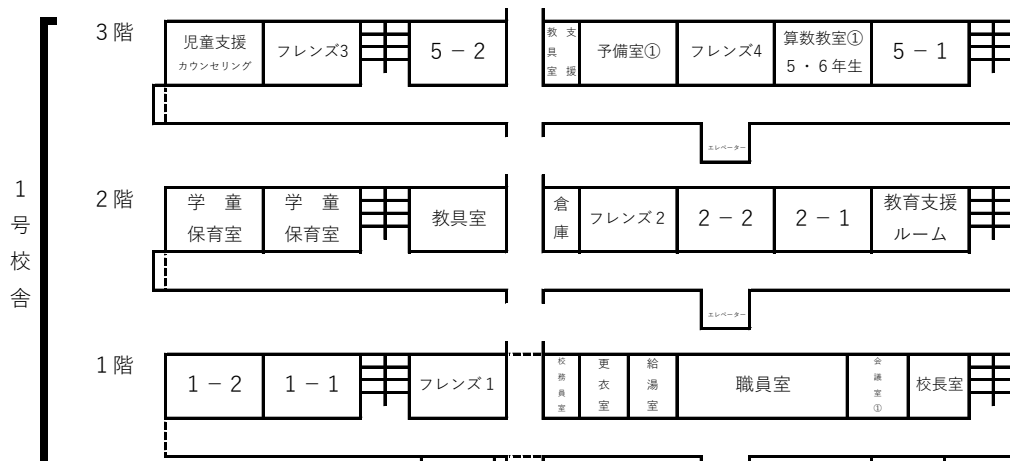 1号校舎
3階
児童支援
カウンセリング
フレンズ3
5－2
支援
教具室
予備室①
フレンズ4
算数教室①
5・6年生
5－1
エレベーター
2階
学童
保育室
学童
保育室
教具室
倉庫
フレンズ2
2－2
2－1
教育支援
ルーム
エレベーター
1階
1－2
1－1
フレンズ1
校務員室
更衣室
給湯室
職員室
会議室①
校長室